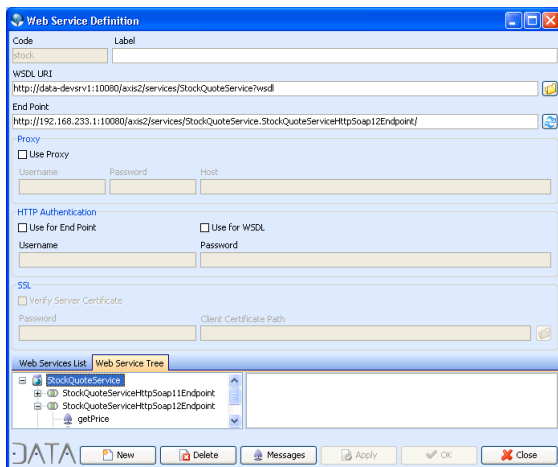 Web Service Definition
Code Label
stock
WSDL URI
http://data-devsrv1:10080/axis2/services/StockQuoteService?wsdl
End Point
http://192.168.233.1:10080/axis2/services/StockQuoteService.StockQuoteServiceHttpSoap12Endpoint/
Proxy
Use Proxy
Username Password Host
HTTP Authentication
Use for End Point Use for WSDL
Username Password
SSL
Verify Server Certificate
Password Client Certificate Path
Web Services List Web Service Tree
StockQuoteService
StockQuoteServiceHttpSoap11Endpoint
StockQuoteServiceHttpSoap12Endpoint
getPrice
DATA New Delete Messages Apply OK Close